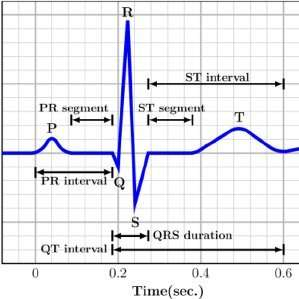 R
ST interval
PR segment
ST segment
P
T
PR interval
Q
S
QRS duration
QT interval
0
0.2
0.4
0.6
Time(sec.)